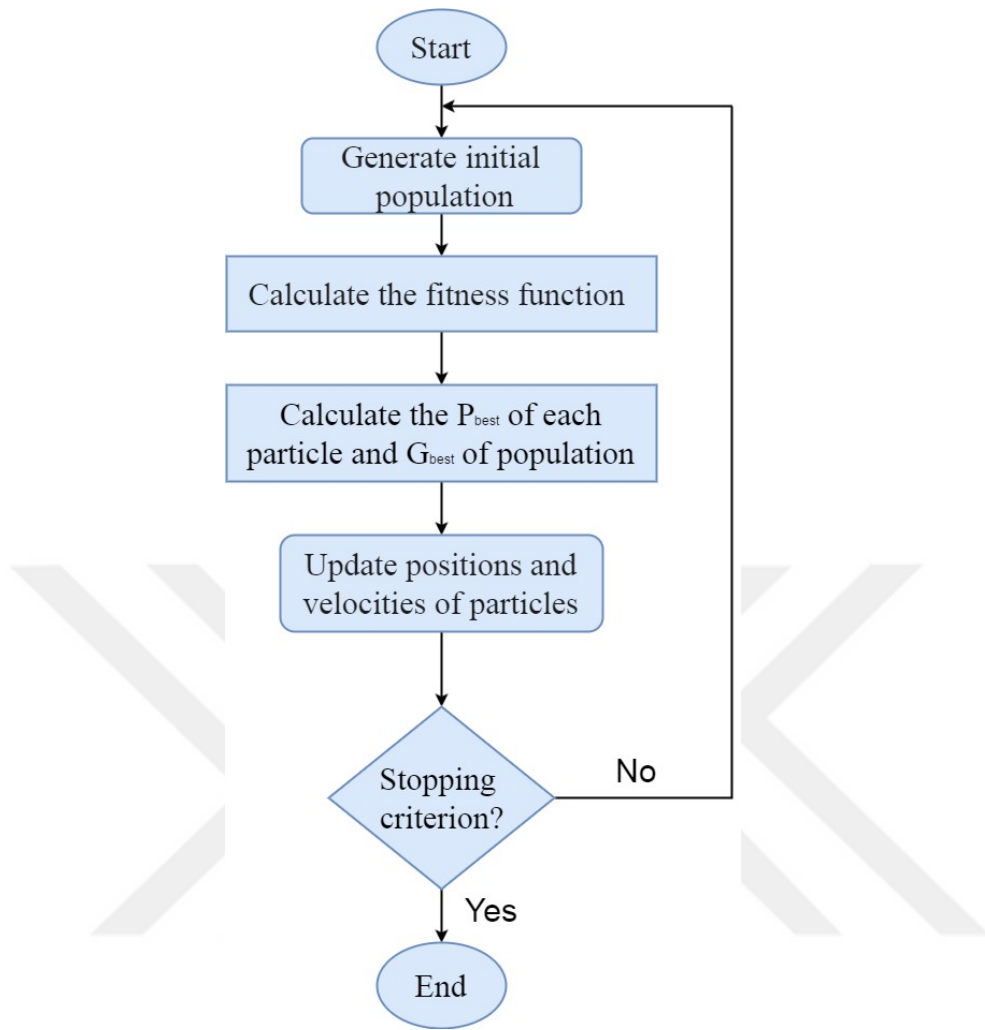 Start
Generate initial
population
Calculate the fitness function
Calculate the Pbest of each
particle and Gbest of population
Update positions and
velocities of particles
Stopping
criterion?
No
Yes
End